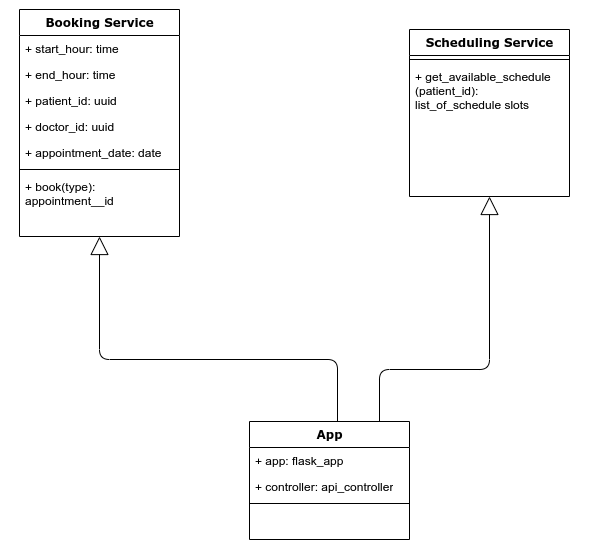 Booking Service
+ start_hour: time
+ end_hour: time
+ patient_id: uuid
+ doctor_id: uuid
+ appointment_date: date
+ book(type):
appointment__id
Scheduling Service
+ get_available_schedule
(patient_id):
list_of_schedule slots
App
+ app: flask_app
+ controller: api_controller